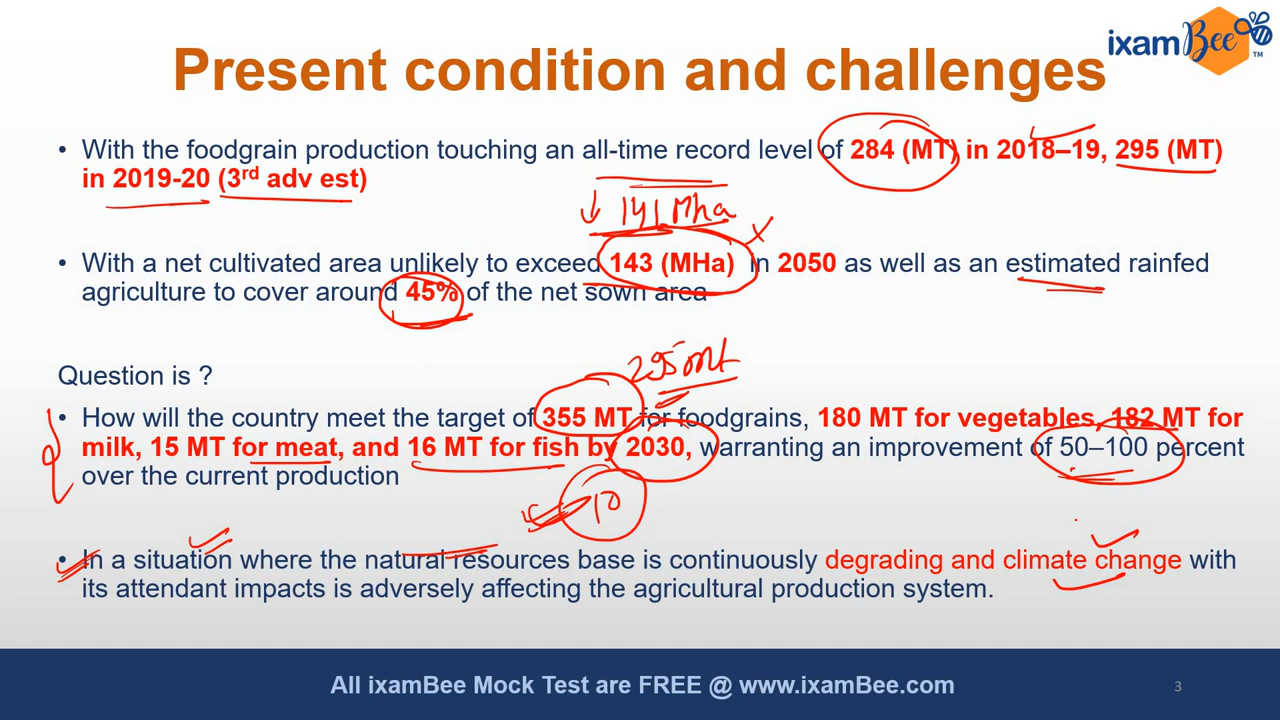 ixamBee
TM
Present condition and challenges
• With the foodgrain production touching an all-time record level of 284 (MT) in 2018–19, 295 (MT)
in 2019-20 (3rd adv est)
↓ 141 Mha
• With a net cultivated area unlikely to exceed 143 (MHa) in 2050 as well as an estimated rainfed
agriculture to cover around 45% of the net sown area
295 mt
Question is ?
• How will the country meet the target of 355 MT for foodgrains, 180 MT for vegetables, 182 MT for
milk, 15 MT for meat, and 16 MT for fish by 2030, warranting an improvement of 50–100 percent
over the current production
10
• In a situation where the natural resources base is continuously degrading and climate change with
its attendant impacts is adversely affecting the agricultural production system.
All ixamBee Mock Test are FREE @ www.ixamBee.com
3